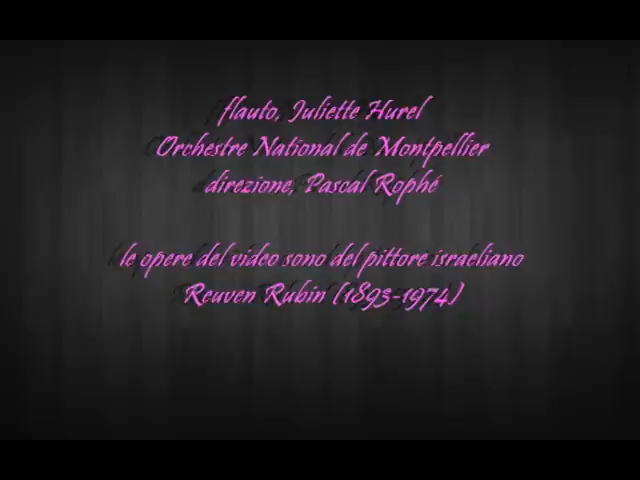 flauto, Juliette Hurel
Orchestre National de Montpellier
direzione, Pascal Rophé
le opere del video sono del pittore israeliano
Reuven Rubin (1893-1974)